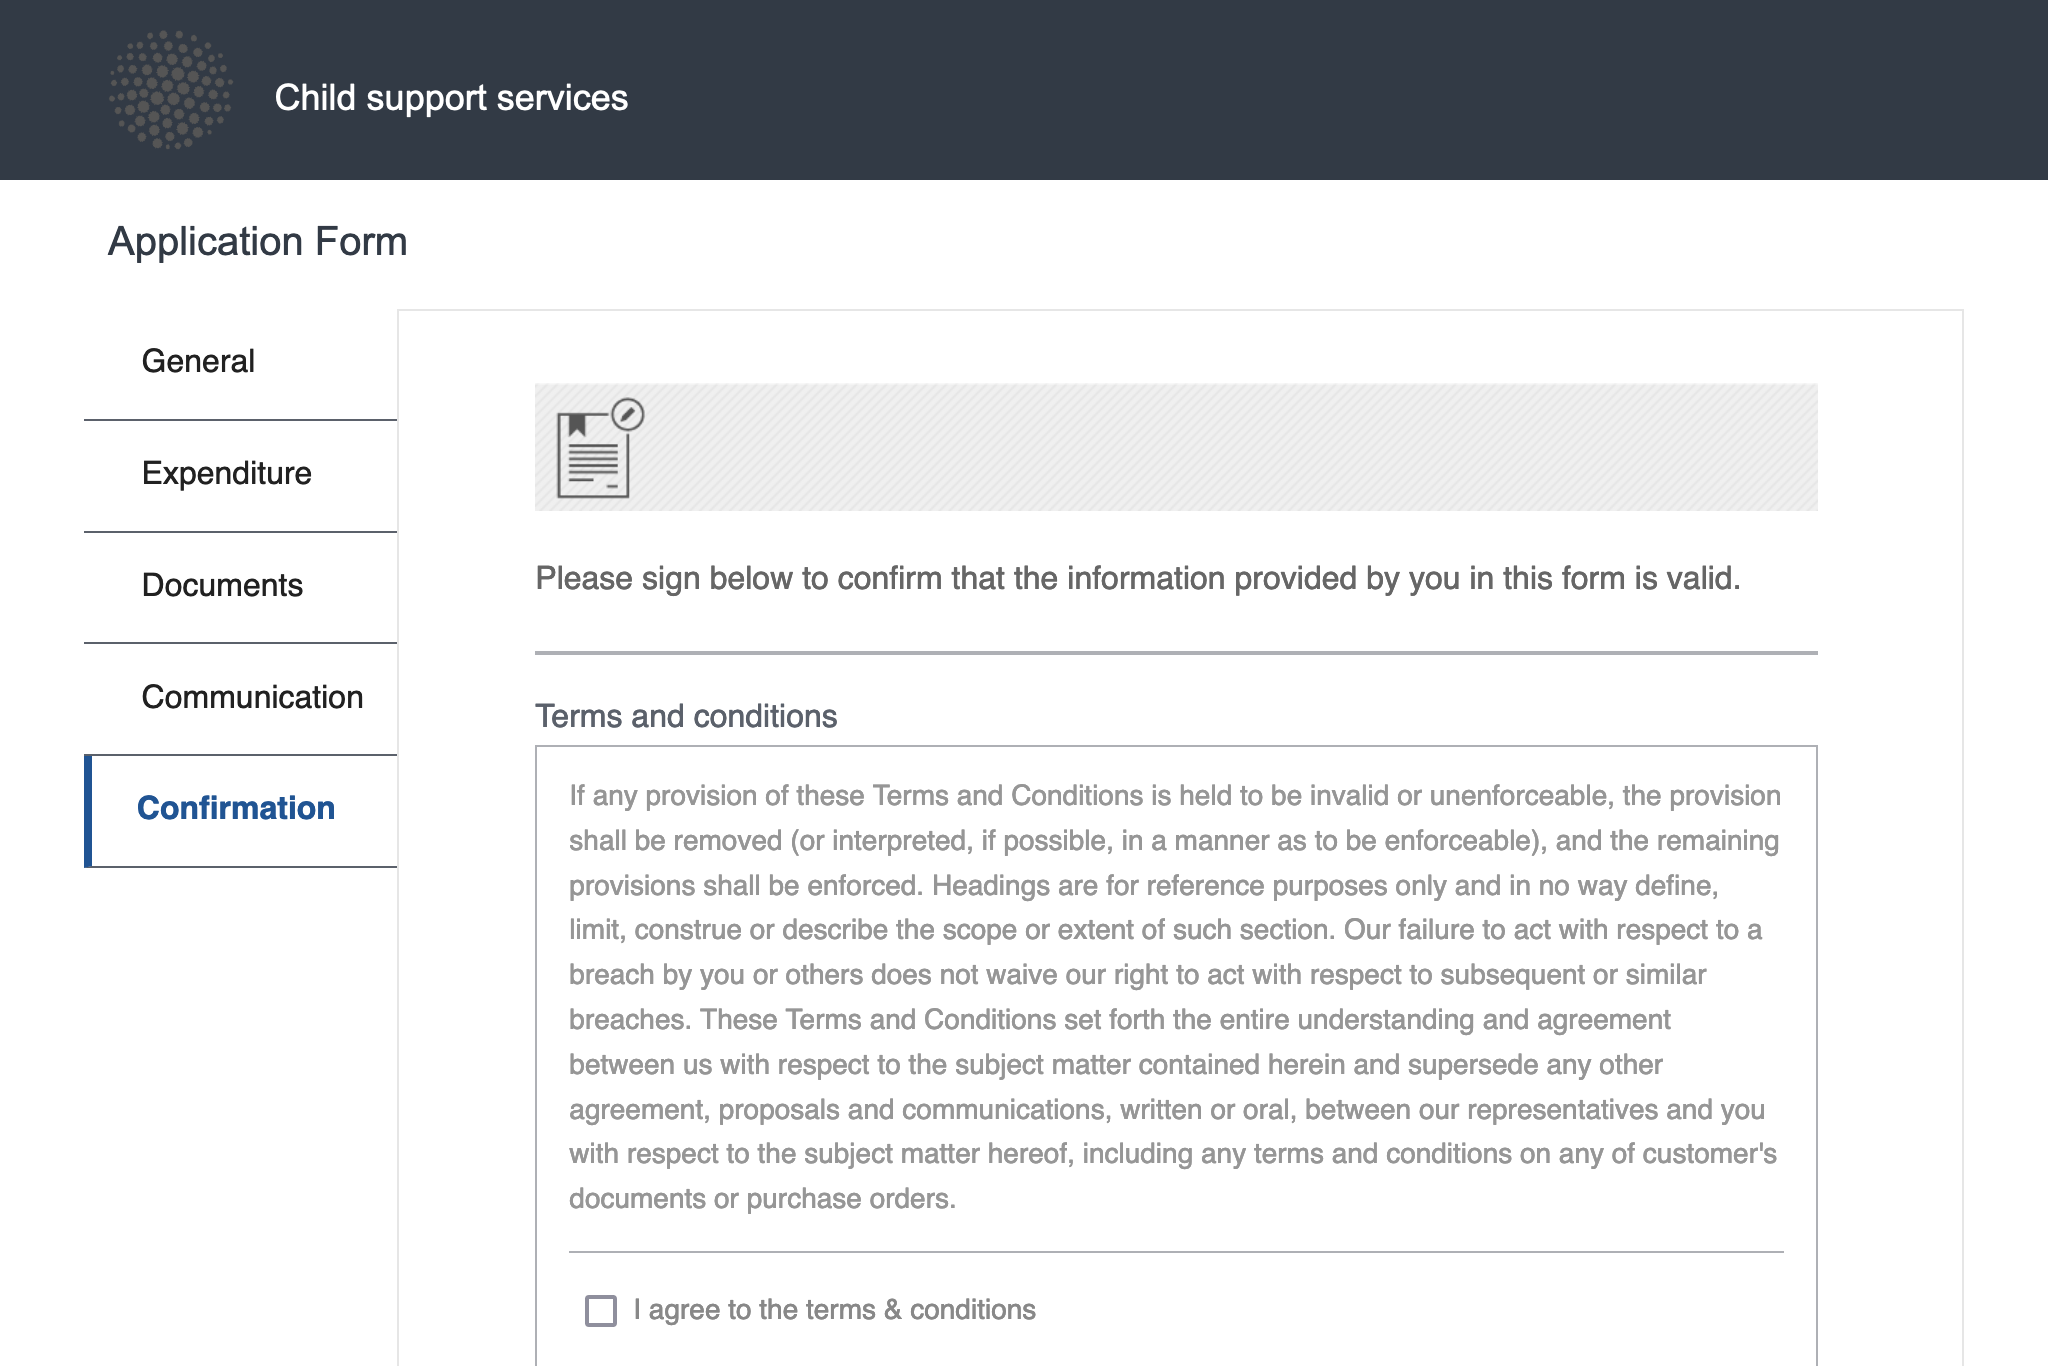 Child support services
Application Form
General
Expenditure
Documents
Communication
Confirmation
Please sign below to confirm that the information provided by you in this form is valid.
Terms and conditions
If any provision of these Terms and Conditions is held to be invalid or unenforceable, the provision
shall be removed (or interpreted, if possible, in a manner as to be enforceable), and the remaining
provisions shall be enforced. Headings are for reference purposes only and in no way define,
limit, construe or describe the scope or extent of such section. Our failure to act with respect to a
breach by you or others does not waive our right to act with respect to subsequent or similar
breaches. These Terms and Conditions set forth the entire understanding and agreement
between us with respect to the subject matter contained herein and supersede any other
agreement, proposals and communications, written or oral, between our representatives and you
with respect to the subject matter hereof, including any terms and conditions on any of customer's
documents or purchase orders.
I agree to the terms & conditions